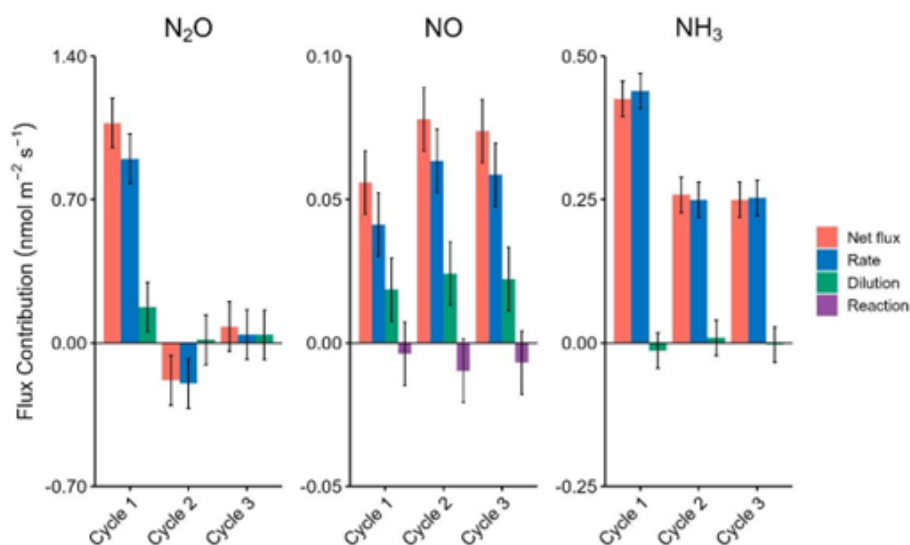 N₂O
NO
NH₃
Flux Contribution (nmol m⁻² s⁻¹)
1.40
0.70
0.00
-0.70
0.10
0.05
0.00
-0.05
0.50
0.25
0.00
-0.25
Cycle 1
Cycle 2
Cycle 3
Cycle 1
Cycle 2
Cycle 3
Cycle 1
Cycle 2
Cycle 3
Net flux
Rate
Dilution
Reaction